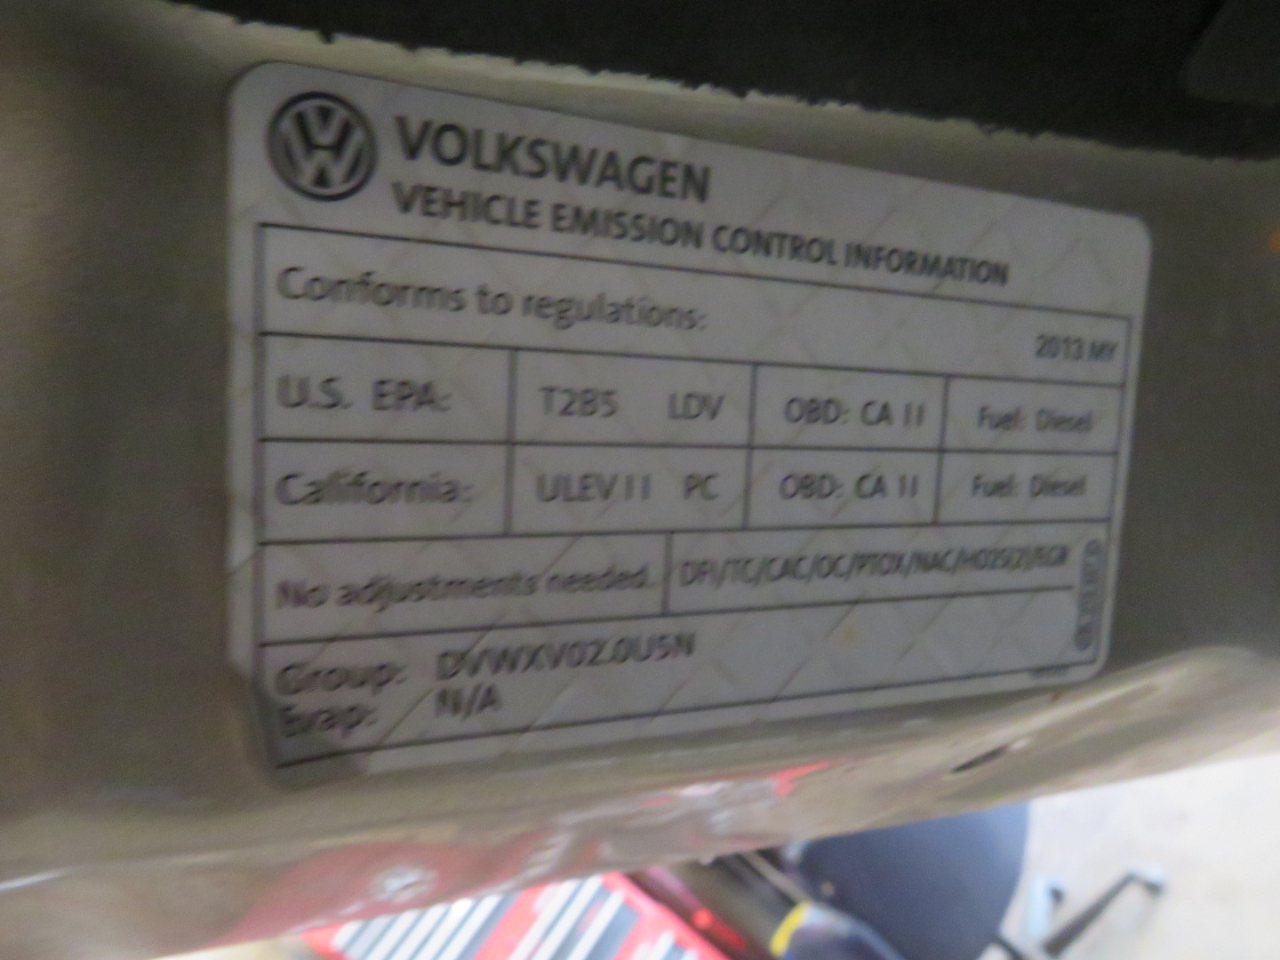 VOLKSWAGEN
VEHICLE EMISSION CONTROL INFORMATION
Conforms to regulations: 2013 MY
U.S. EPA: T2B5 LDV OBD: CA II Fuel: Diesel
California: ULEV II PC OBD: CA II Fuel: Diesel
No adjustments needed. DFI/TC/CAC/OC/PTOX/NAC/HO2S(2)/EGR
Group: DVWXV02.0U5N
Evap: N/A